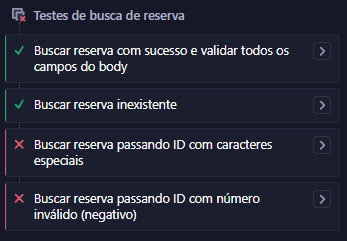 Testes de busca de reserva
Buscar reserva com sucesso e validar todos os
campos do body
Buscar reserva inexistente
Buscar reserva passando ID com caracteres
especiais
Buscar reserva passando ID com número
inválido (negativo)